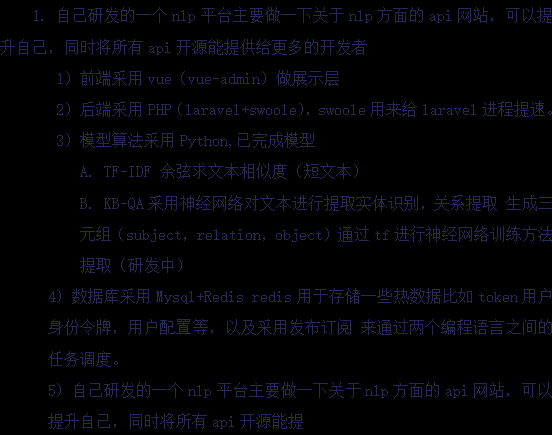 1. 自己研发的一个 nlp 平台主要做一下关于 nlp 方面的 api 网站，可以提
升自己，同时将所有 api 开源能提供给更多的开发者
1) 前端采用 vue（vue-admin）做展示层
2) 后端采用 PHP（laravel+swoole），swoole 用来给 laravel 进程提速。
3) 模型算法采用 Python,已完成模型
A. TF-IDF 余弦求文本相似度（短文本）
B. KB-QA 采用神经网络对文本进行提取实体识别，关系提取 生成三
元组（subject, relation, object）通过 tf 进行神经网络训练方法
提取（研发中）
4) 数据库采用 Mysql+Redis redis 用于存储一些热数据比如 token 用户
身份令牌，用户配置等，以及采用发布订阅 来通过两个编程语言之间的
任务调度。
5) 自己研发的一个 nlp 平台主要做一下关于 nlp 方面的 api 网站，可以
提升自己，同时将所有 api 开源能提